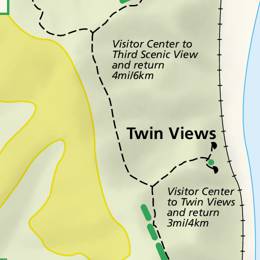 Visitor Center to
Third Scenic View
and return
4mi/6km
Twin Views
Visitor Center
to Twin Views
and return
3mi/4km